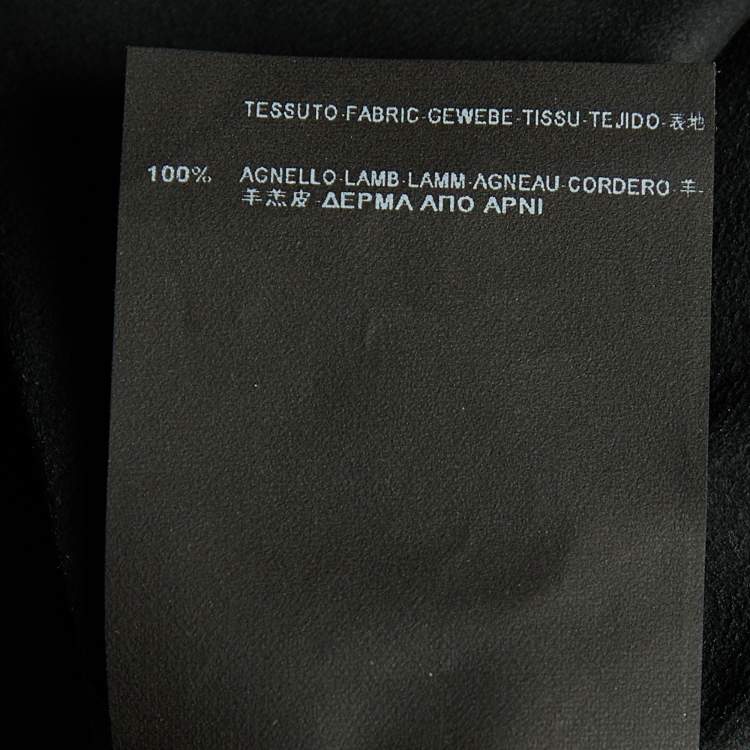 TESSUTO-FABRIC-GEWEBE-TISSU-TEJIDO-表地
100% AGNELLO-LAMB-LAMM-AGNEAU-CORDERO-羊-
羊羔皮-ΔΕΡΜΑ ΑΠΟ ΑΡΝΙ